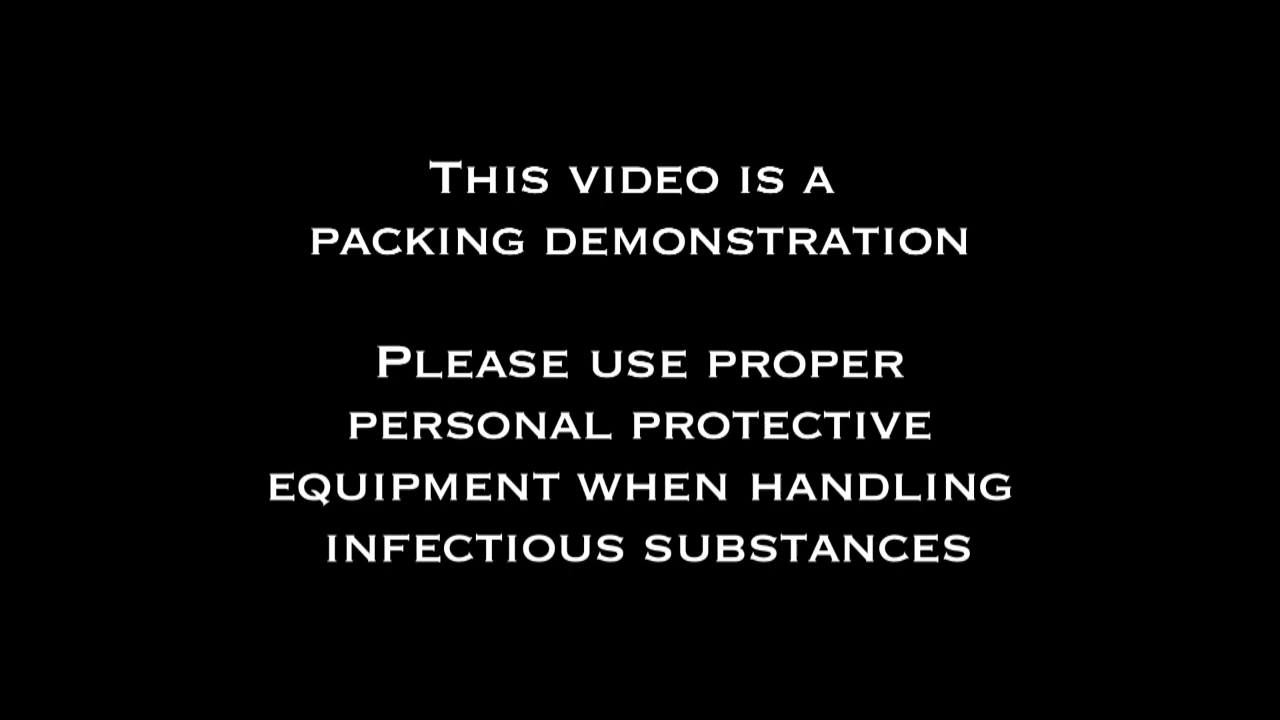 This video is a
packing demonstration
Please use proper
personal protective
equipment when handling
infectious substances